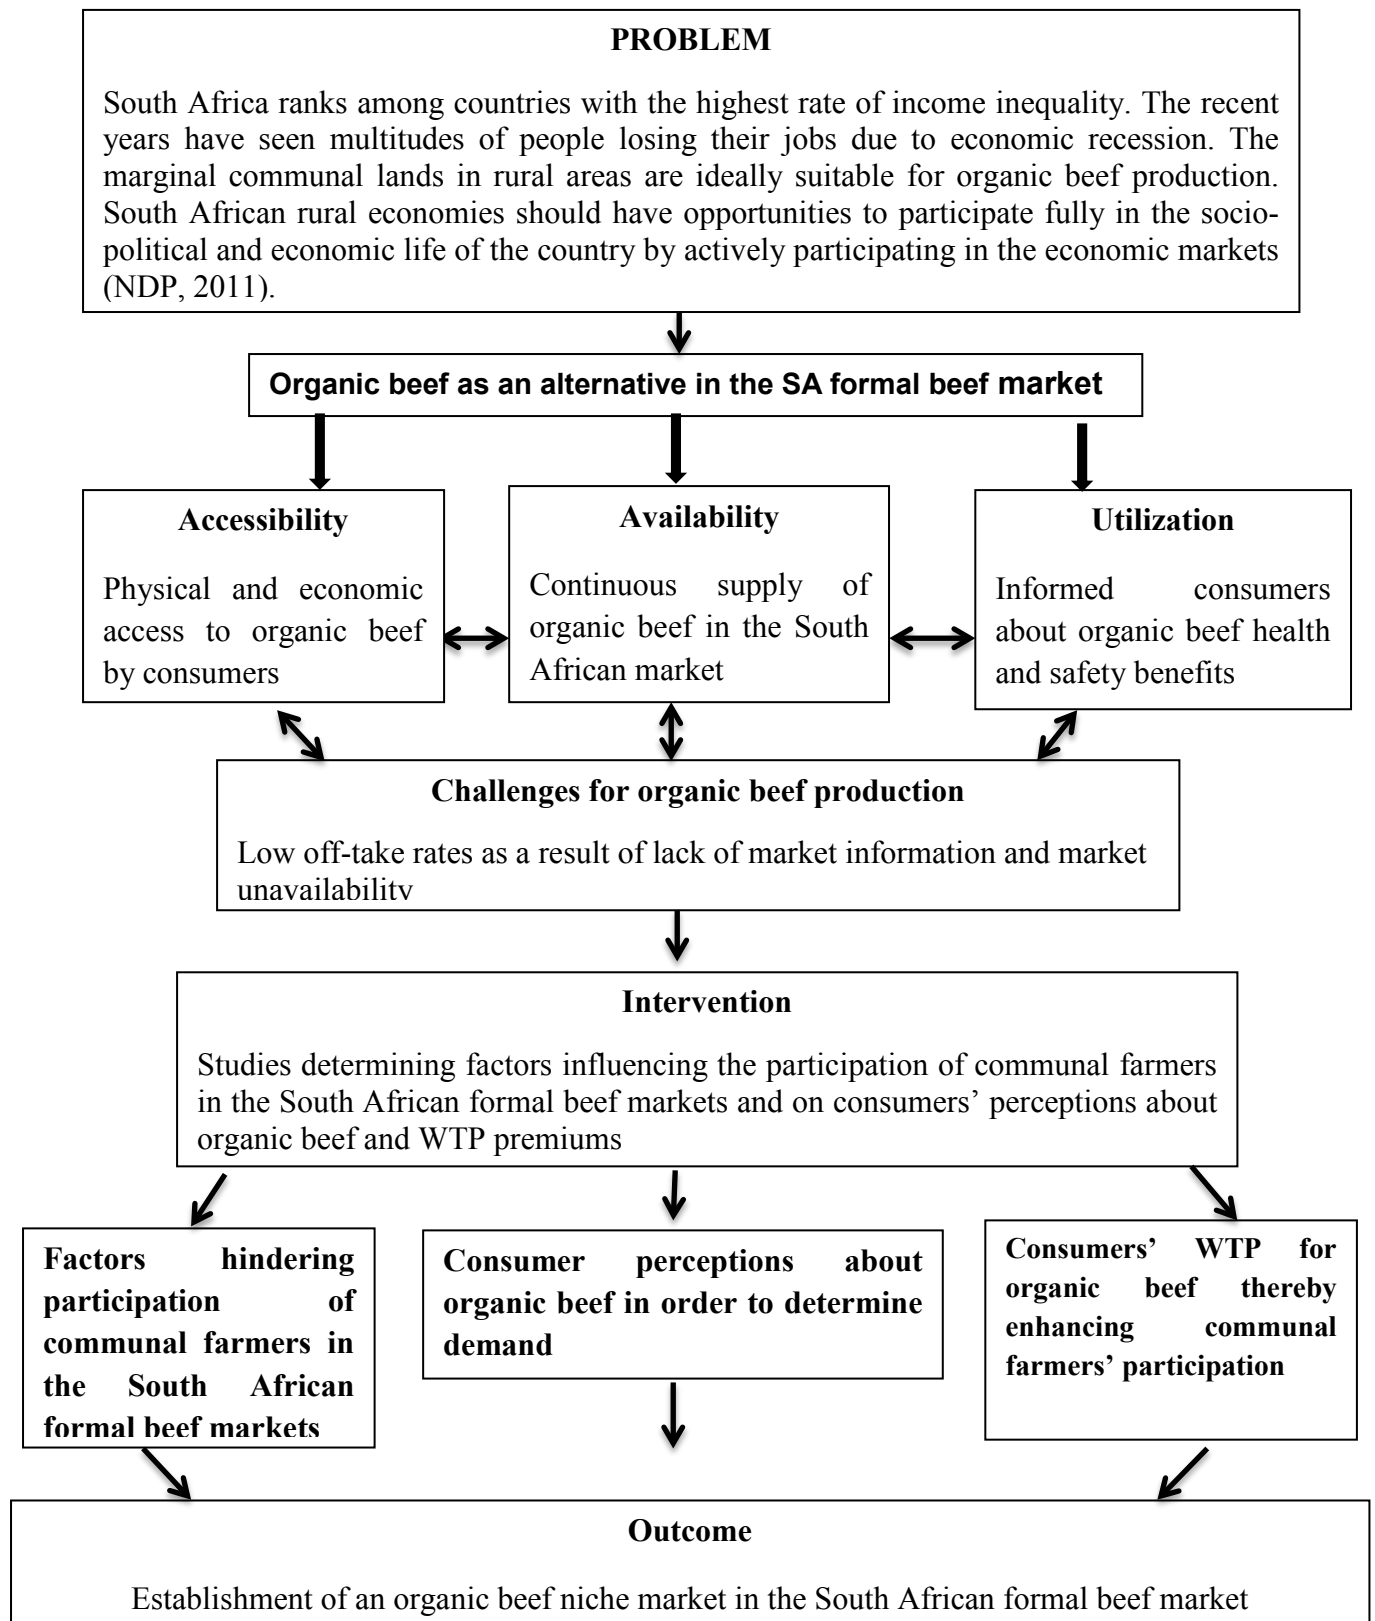 PROBLEM
South Africa ranks among countries with the highest rate of income inequality. The recent
years have seen multitudes of people losing their jobs due to economic recession. The
marginal communal lands in rural areas are ideally suitable for organic beef production.
South African rural economies should have opportunities to participate fully in the socio-
political and economic life of the country by actively participating in the economic markets
(NDP, 2011).
Organic beef as an alternative in the SA formal beef market
Accessibility
Physical and economic
access to organic beef
by consumers
Availability
Continuous supply of
organic beef in the South
African market
Utilization
Informed consumers
about organic beef health
and safety benefits
Challenges for organic beef production
Low off-take rates as a result of lack of market information and market
unavailability
Intervention
Studies determining factors influencing the participation of communal farmers
in the South African formal beef markets and on consumers’ perceptions about
organic beef and WTP premiums
Factors hindering
participation of
communal farmers in
the South African
formal beef markets
Consumer perceptions about
organic beef in order to determine
demand
Consumers’ WTP for
organic beef thereby
enhancing communal
farmers’ participation
Outcome
Establishment of an organic beef niche market in the South African formal beef market